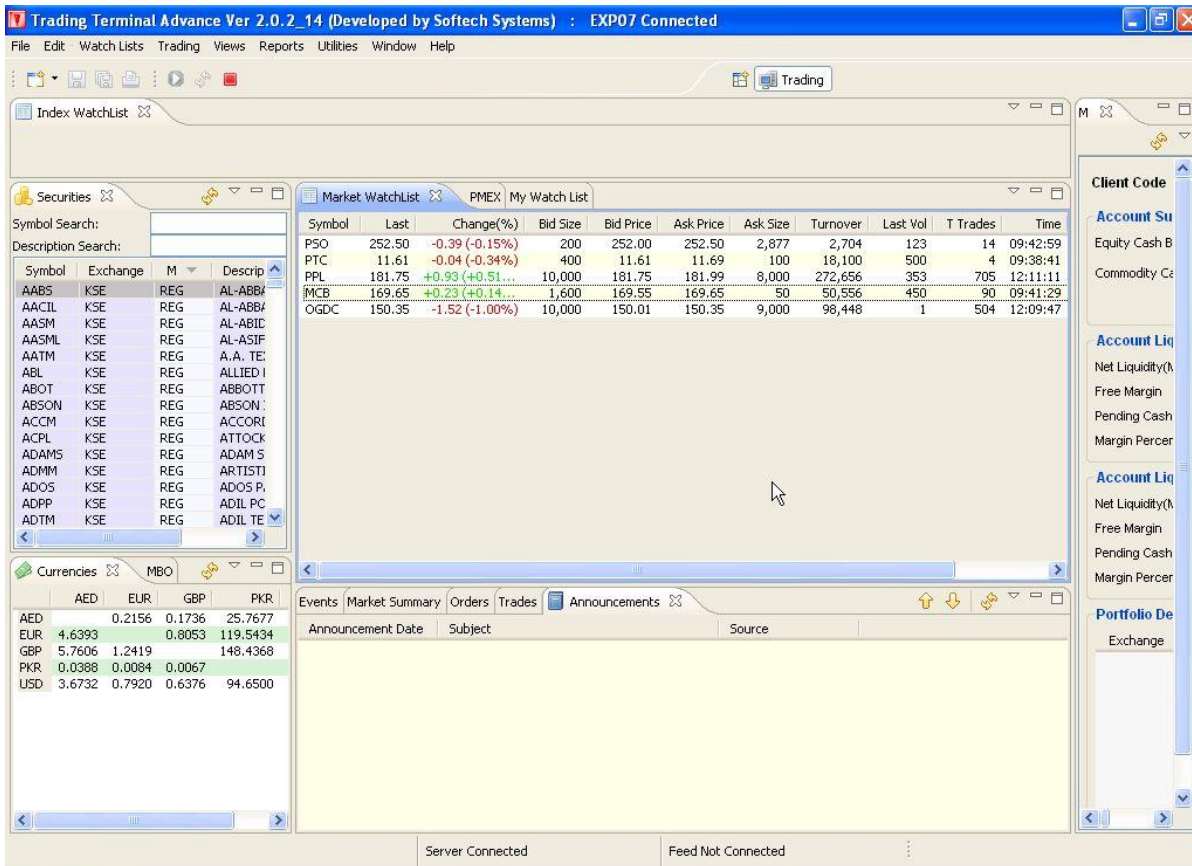 Trading Terminal Advance Ver 2.0.2_14 (Developed by Softech Systems) : EXP07 Connected
File Edit Watch Lists Trading Views Reports Utilities Window Help
Trading
Index WatchList
M
Securities
Symbol Search:
Description Search:
Symbol Exchange M Descrip
AABS KSE REG AL-ABBA
AACIL KSE REG AL-ABBA
AASM KSE REG AL-ABID
AASML KSE REG AL-ASIF
AATM KSE REG A.A. TE
ABL KSE REG ALLIED
ABOT KSE REG ABBOTT
ABSON KSE REG ABSON
ACCM KSE REG ACCORD
ACPL KSE REG ATTOCK
ADAMS KSE REG ADAM S
ADMM KSE REG ARTISTI
ADOS KSE REG ADOS PA
ADPP KSE REG ADIL PO
ADTM KSE REG ADIL TE
Market WatchList PMEX My Watch List
Symbol Last Change(%) Bid Size Bid Price Ask Price Ask Size Turnover Last Vol T Trades Time
PSO 252.50 -0.39 (-0.15%) 200 252.00 252.50 2,877 2,704 123 14 09:42:59
PTC 11.61 -0.04 (-0.34%) 400 11.61 11.69 100 18,100 500 4 09:38:41
PPL 181.75 +0.93 (+0.51... 10,000 181.75 181.99 8,000 272,656 353 705 12:11:11
MCB 169.65 +0.23 (+0.14... 1,600 169.55 169.65 50 50,556 450 90 09:41:29
OGDC 150.35 -1.52 (-1.00%) 10,000 150.01 150.35 9,000 98,448 1 504 12:09:47
Client Code
Account Su
Equity Cash B
Commodity Ca
Account Liq
Net Liquidity(M
Free Margin
Pending Cash
Margin Percer
Account Liq
Net Liquidity(M
Free Margin
Pending Cash
Margin Percer
Portfolio De
Exchange
Currencies MBO
AED EUR GBP PKR
AED 0.2156 0.1736 25.7677
EUR 4.6393 0.8053 119.5434
GBP 5.7606 1.2419 148.4368
PKR 0.0388 0.0084 0.0067
USD 3.6732 0.7920 0.6376 94.6500
Events Market Summary Orders Trades Announcements
Announcement Date Subject Source
Server Connected Feed Not Connected